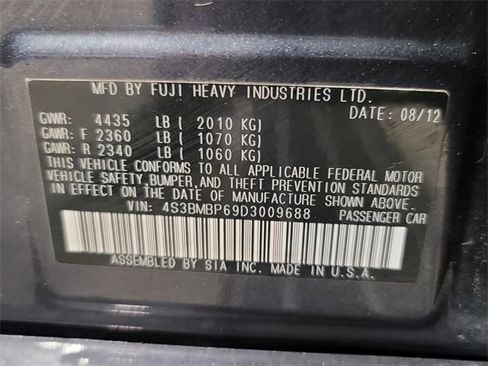 MFD BY FUJI HEAVY INDUSTRIES LTD.
DATE: 08/12
GVWR: 4435 LB ( 2010 KG)
GAWR: F 2360 LB ( 1070 KG)
GAWR: R 2340 LB ( 1060 KG)
THIS VEHICLE CONFORMS TO ALL APPLICABLE FEDERAL MOTOR
VEHICLE SAFETY,BUMPER,AND THEFT PREVENTION STANDARDS
IN EFFECT ON THE DATE OF MANUFACTURE SHOWN ABOVE.
VIN: 4S3BMBP69D3009688 PASSENGER CAR
ASSEMBLED BY SIA INC. MADE IN U.S.A.